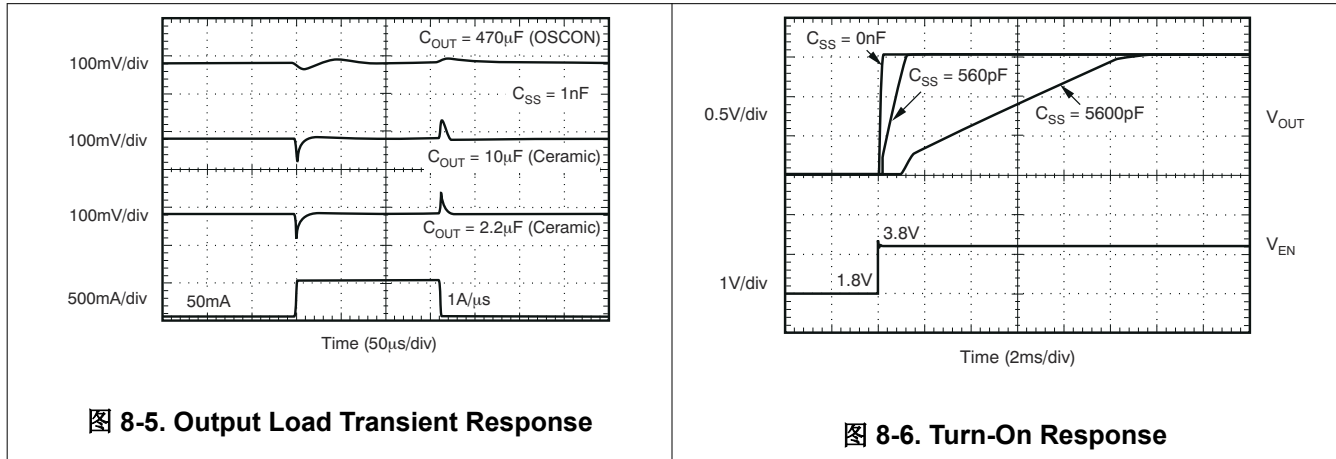 C_OUT = 470μF (OSCON)
100mV/div
C_SS = 1nF
100mV/div
C_OUT = 10μF (Ceramic)
100mV/div
C_OUT = 2.2μF (Ceramic)
500mA/div
50mA
1A/μs
Time (50μs/div)
图 8-5. Output Load Transient Response
C_SS = 0nF
C_SS = 560pF
0.5V/div
C_SS = 5600pF
V_OUT
3.8V
V_EN
1V/div
1.8V
Time (2ms/div)
图 8-6. Turn-On Response